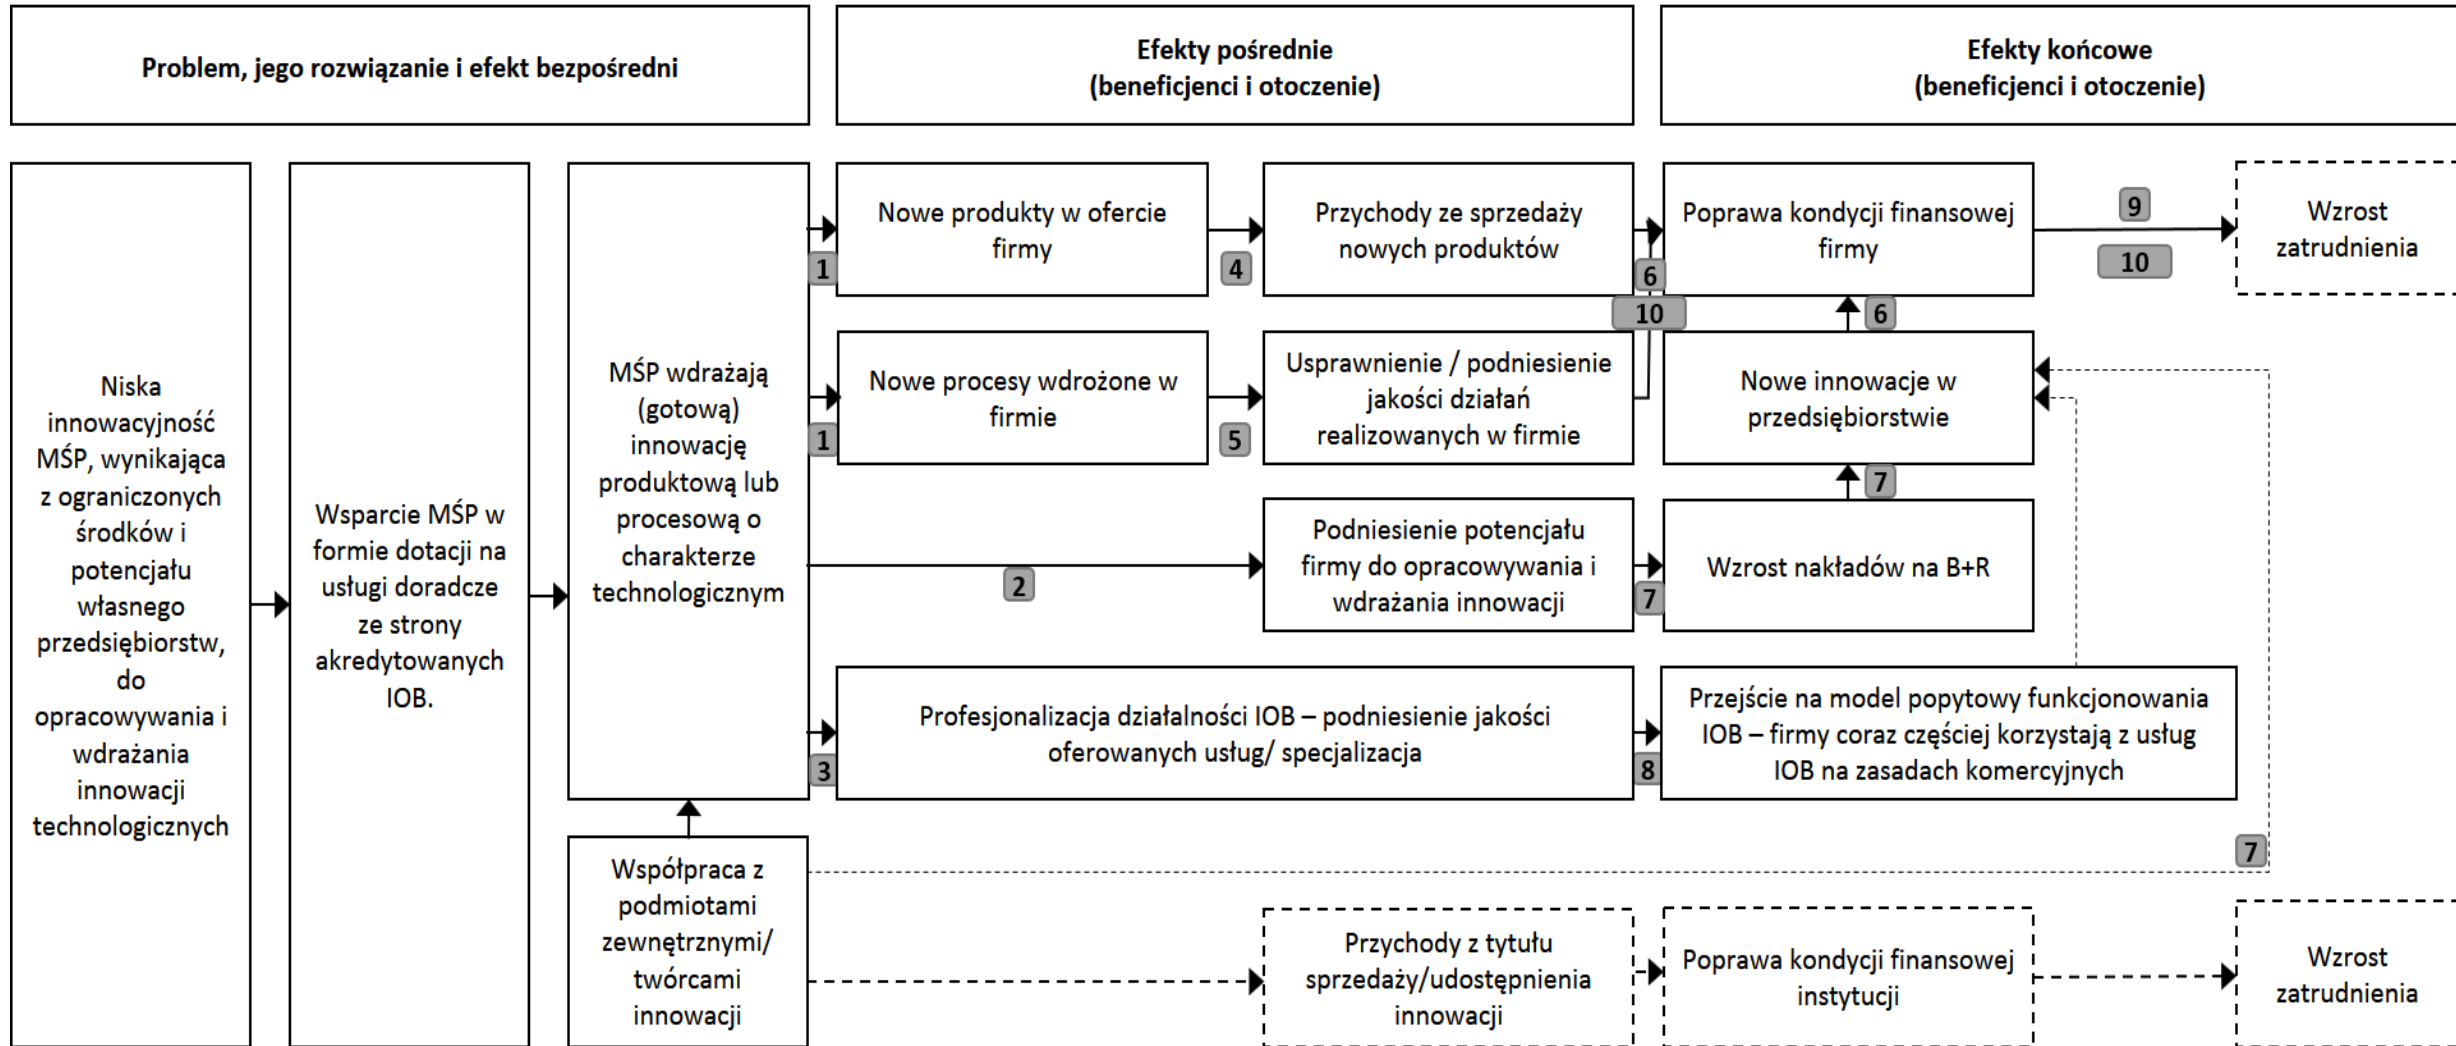 Problem, jego rozwiązanie i efekt bezpośredni
Efekty pośrednie
(beneficjenci i otoczenie)
Efekty końcowe
(beneficjenci i otoczenie)
Niska
innowacyjność
MŚP, wynikająca
z ograniczonych
środków i
potencjału
własnego
przedsiębiorstw,
do
opracowywania i
wdrażania
innowacji
technologicznych
Wsparcie MŚP w
formie dotacji na
usługi doradcze
ze strony
akredytowanych
IOB.
MŚP wdrażają
(gotową)
innowację
produktową lub
procesową o
charakterze
technologicznym
Współpraca z
podmiotami
zewnętrznymi/
twórcami
innowacji
1
Nowe produkty w ofercie
firmy
4
Przychody ze sprzedaży
nowych produktów
6
10
Poprawa kondycji finansowej
firmy
9
10
Wzrost
zatrudnienia
1
Nowe procesy wdrożone w
firmie
5
Usprawnienie / podniesienie
jakości działań
realizowanych w firmie
6
Nowe innowacje w
przedsiębiorstwie
2
Podniesienie potencjału
firmy do opracowywania i
wdrażania innowacji
7
7
Wzrost nakładów na B+R
3
Profesjonalizacja działalności IOB – podniesienie jakości
oferowanych usług/ specjalizacja
8
Przejście na model popytowy funkcjonowania
IOB – firmy coraz częściej korzystają z usług
IOB na zasadach komercyjnych
7
Przychody z tytułu
sprzedaży/udostępnienia
innowacji
Poprawa kondycji finansowej
instytucji
Wzrost
zatrudnienia